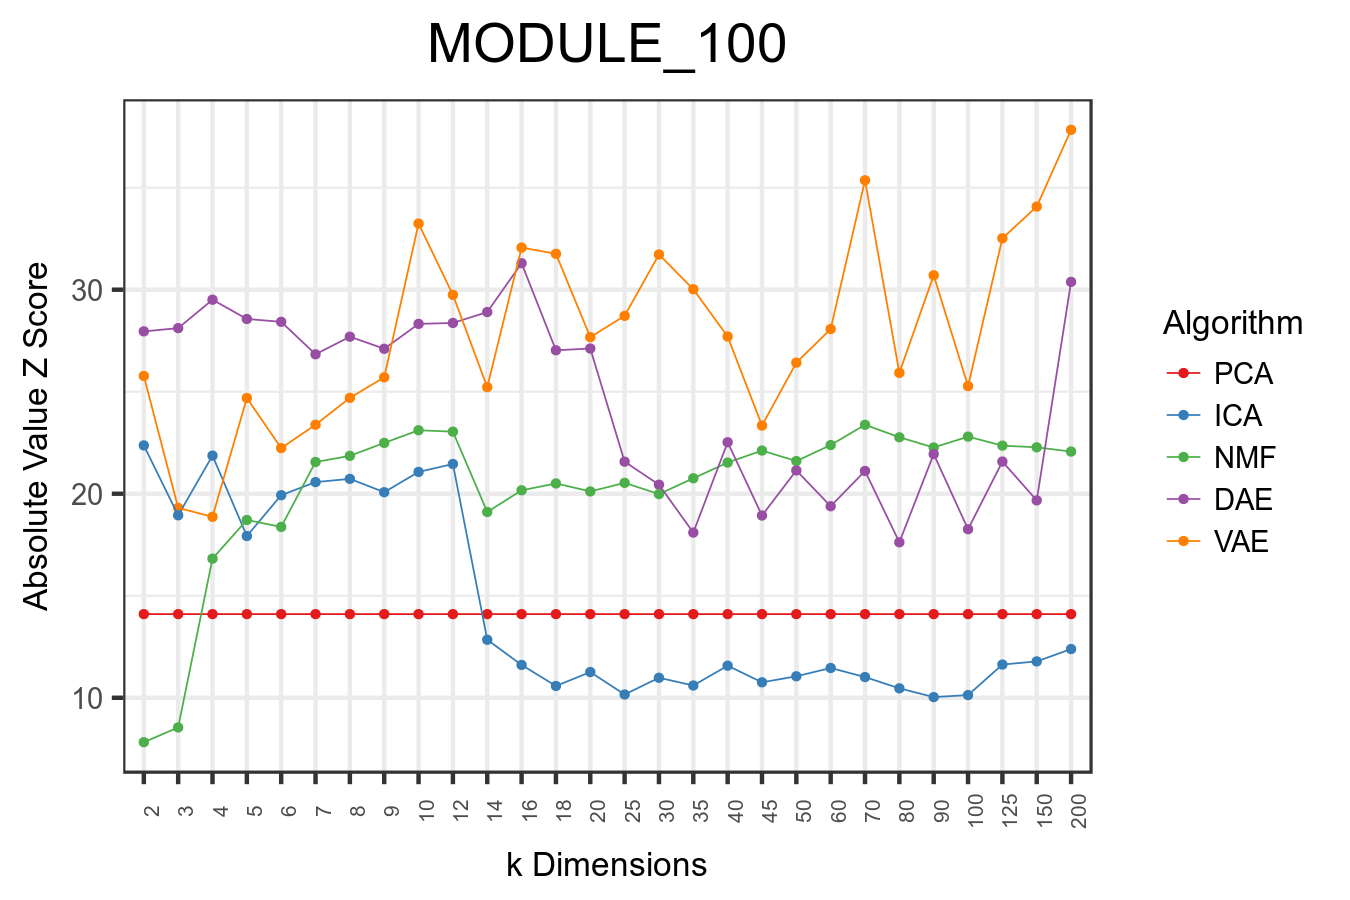 MODULE_100
Absolute Value Z Score
30
20
10
2 3 4 5 6 7 8 9 10 12 14 16 18 20 25 30 35 40 45 50 60 70 80 90 100 125 150 200
k Dimensions
Algorithm
PCA
ICA
NMF
DAE
VAE